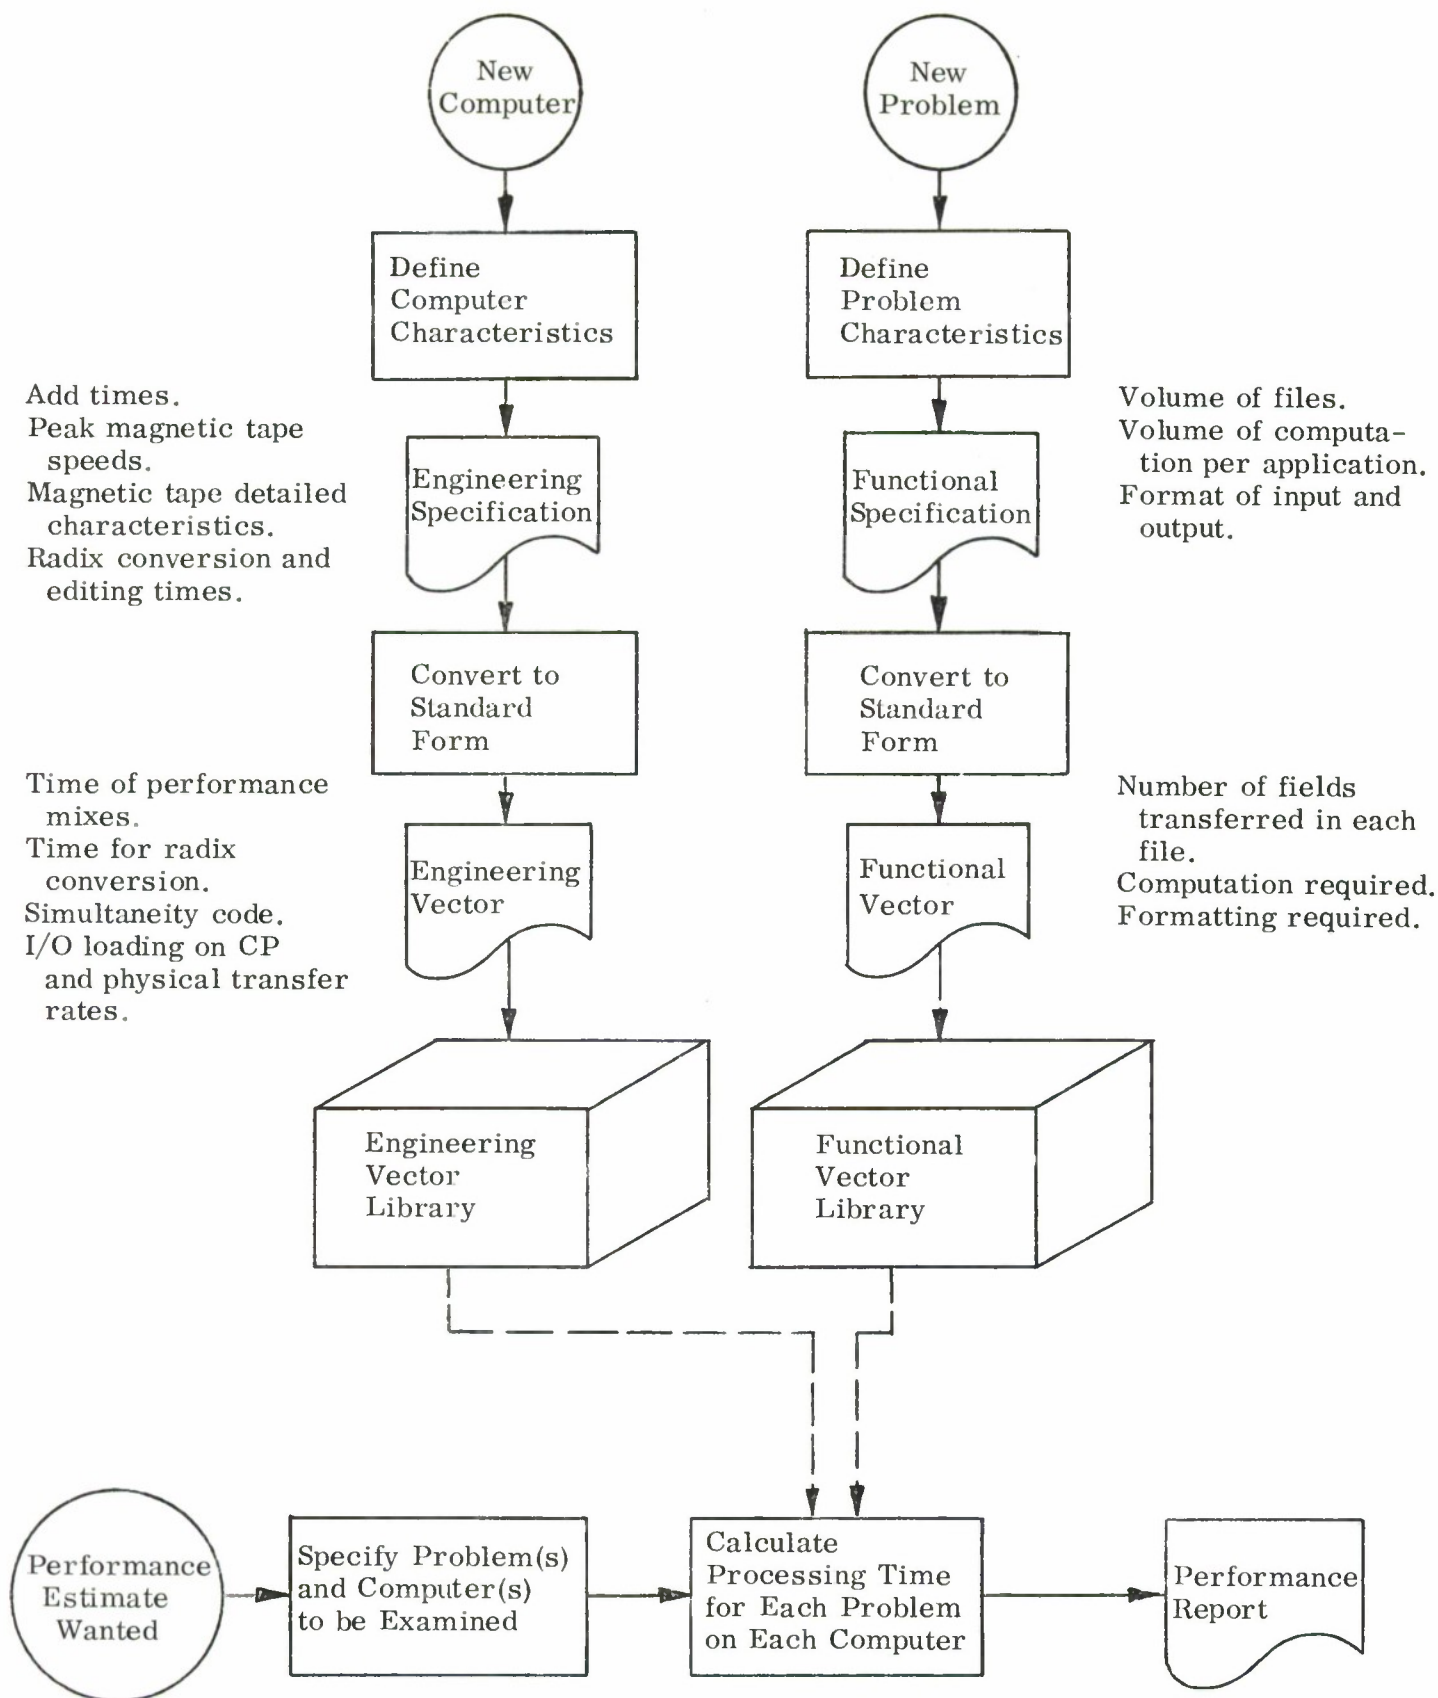 New
Computer
New
Problem
Define
Computer
Characteristics
Define
Problem
Characteristics
Add times.
Peak magnetic tape
speeds.
Magnetic tape detailed
characteristics.
Radix conversion and
editing times.
Engineering
Specification
Functional
Specification
Volume of files.
Volume of computa-
tion per application.
Format of input and
output.
Convert to
Standard
Form
Convert to
Standard
Form
Time of performance
mixes.
Time for radix
conversion.
Simultaneity code.
I/O loading on CP
and physical transfer
rates.
Engineering
Vector
Functional
Vector
Number of fields
transferred in each
file.
Computation required.
Formatting required.
Engineering
Vector
Library
Functional
Vector
Library
Performance
Estimate
Wanted
Specify Problem(s)
and Computer(s)
to be Examined
Calculate
Processing Time
for Each Problem
on Each Computer
Performance
Report